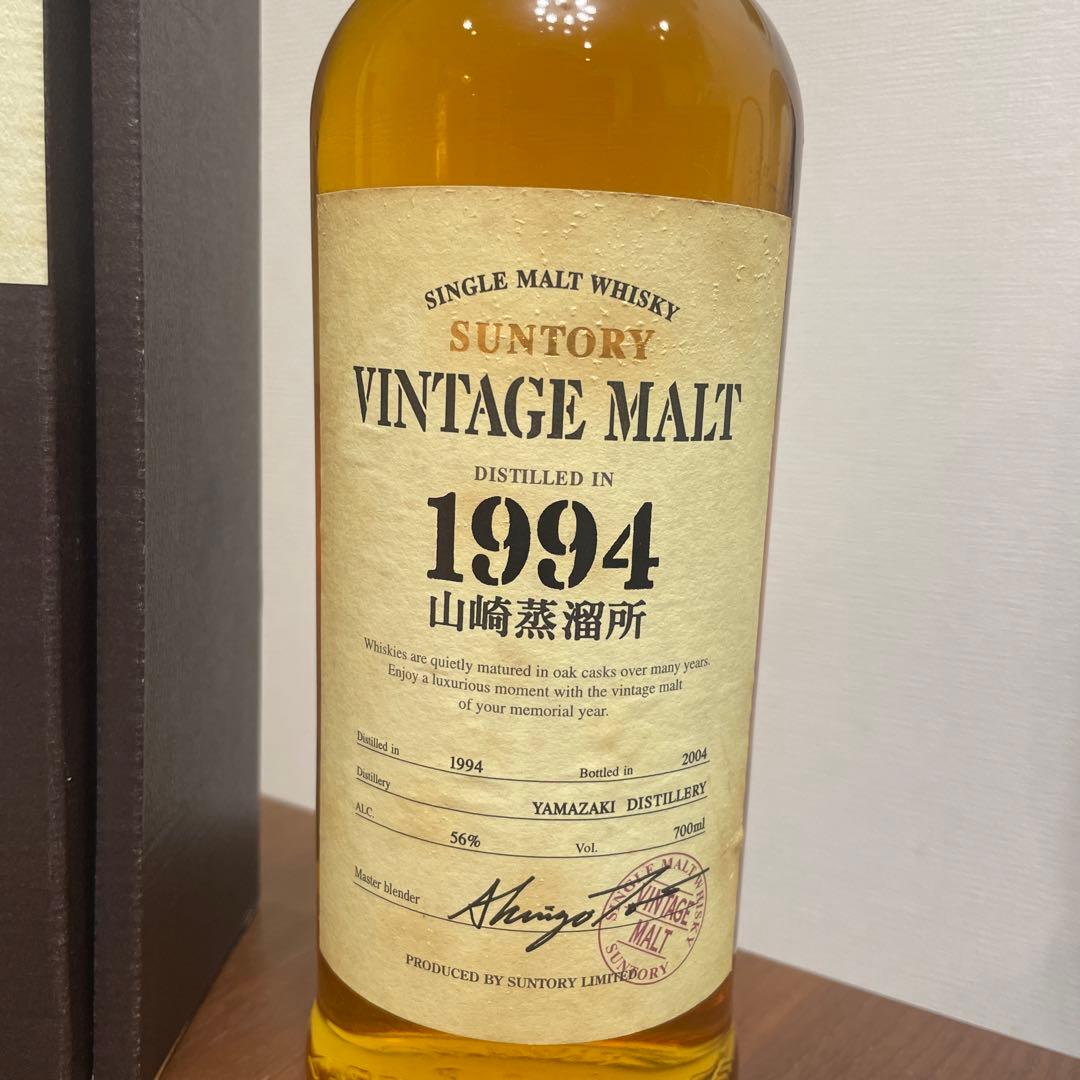 SINGLE MALT WHISKY
SUNTORY
VINTAGE MALT
DISTILLED IN
1994
山崎蒸溜所
Whiskies are quietly matured in oak casks over many years.
Enjoy a luxurious moment with the vintage malt
of your memorial year.
Distilled in 1994 Bottled in 2004
Distillery YAMAZAKI DISTILLERY
ALC. 56% Vol. 700ml
Master blender Shingo
SINGLE MALT WHISKY
VINTAGE
MALT
SUNTORY
PRODUCED BY SUNTORY LIMITED